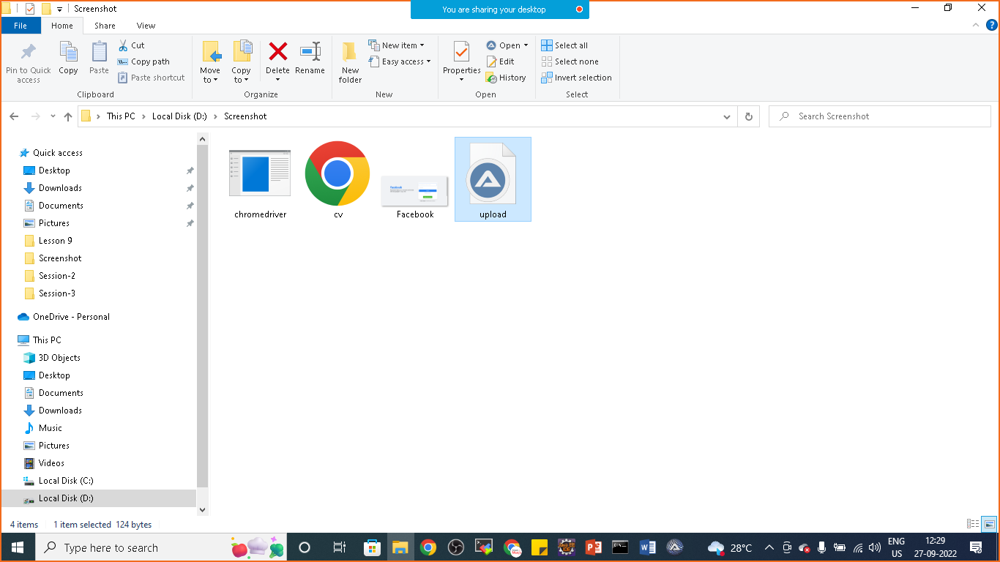 Screenshot
You are sharing your desktop
File Home Share View
Pin to Quick access
Copy
Paste
Cut
Copy path
Paste shortcut
Clipboard
Move to
Copy to
Delete
Rename
Organize
New folder
New item
Easy access
New
Properties
Open
Edit
History
Open
Select all
Select none
Invert selection
Select
This PC > Local Disk (D:) > Screenshot
Search Screenshot
Quick access
Desktop
Downloads
Documents
Pictures
Lesson 9
Screenshot
Session-2
Session-3
OneDrive - Personal
This PC
3D Objects
Desktop
Documents
Downloads
Music
Pictures
Videos
Local Disk (C:)
Local Disk (D:)
chromedriver
cv
Facebook
upload
4 items 1 item selected 124 bytes
Type here to search
28°C
ENG
US
12:29
27-09-2022